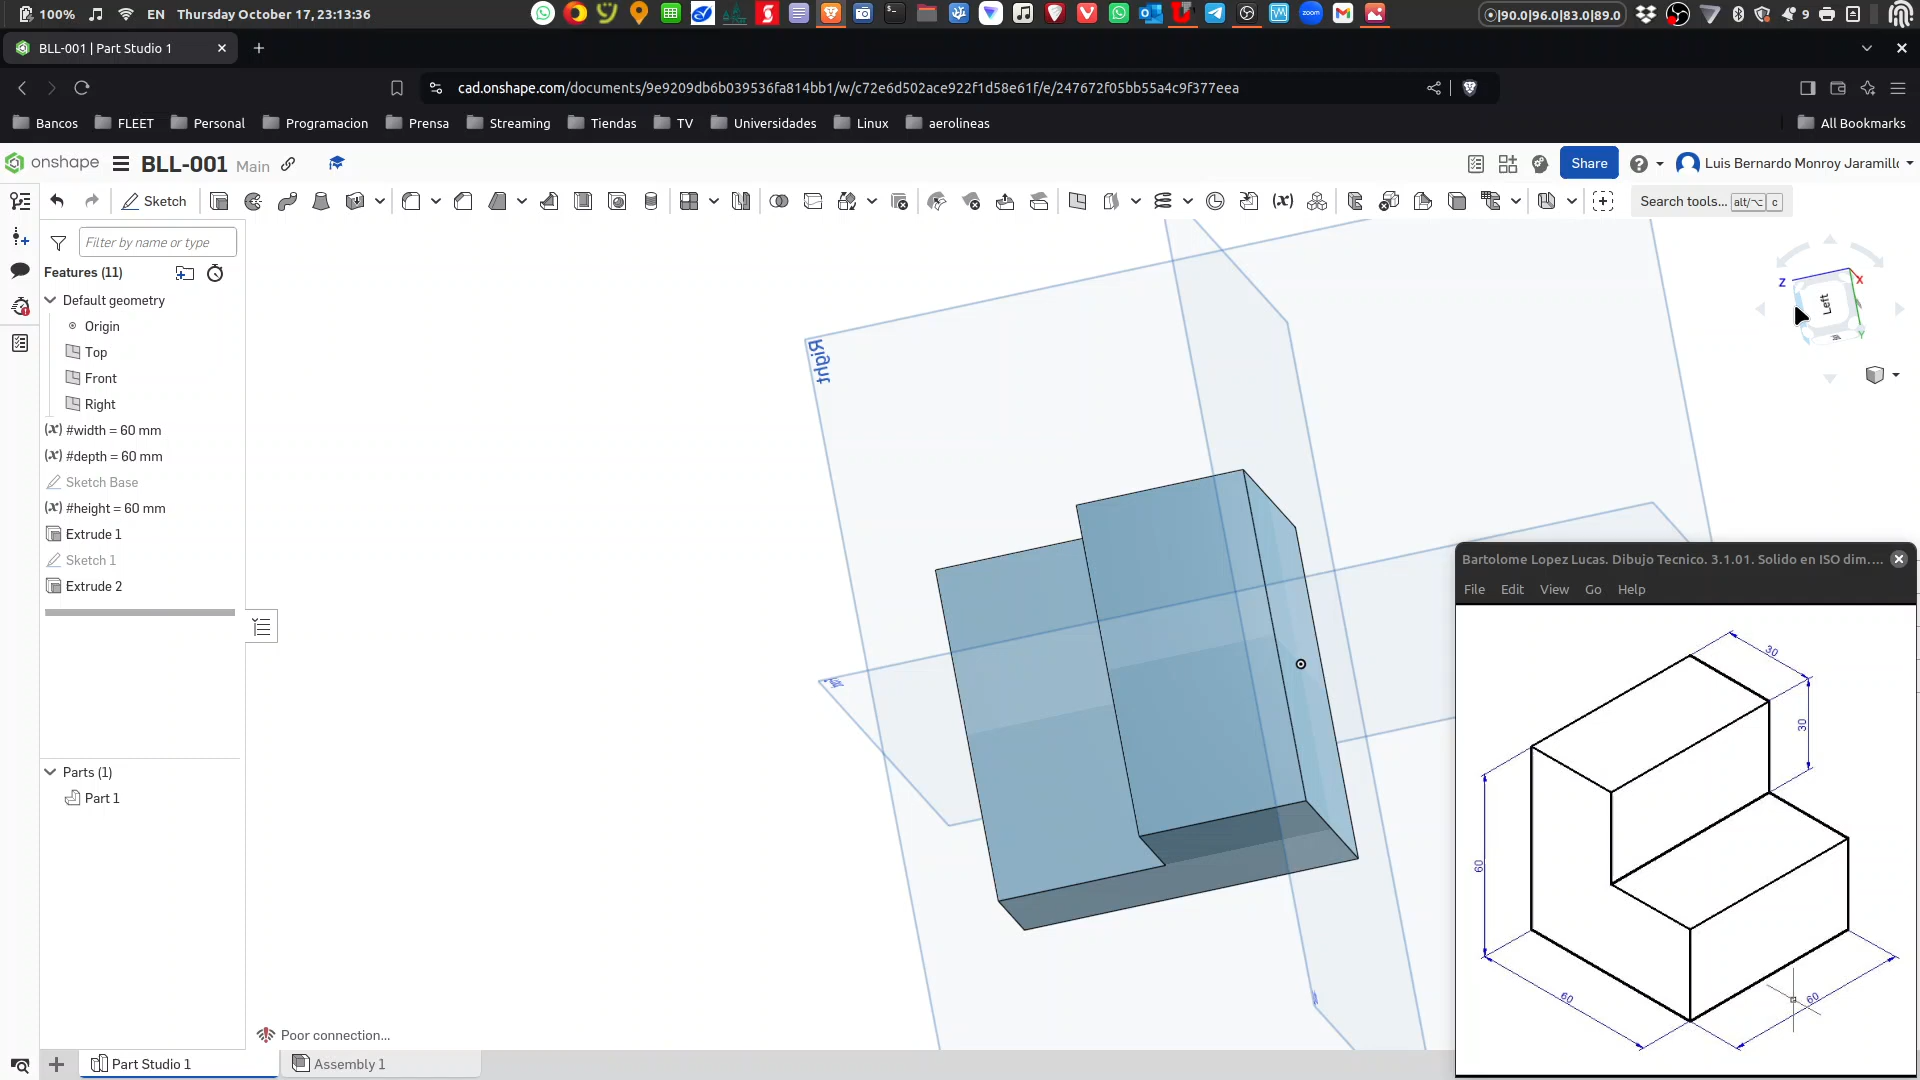 100% EN Thursday October 17, 23:13:36
|90.0|96.0|83.0|89.0
9
BLL-001 | Part Studio 1
cad.onshape.com/documents/9e9209db6b039536fa814bb1/w/c72e6d502ace922f1d58e61f/e/247672f05bb55a4c9f377eea
Bancos FLEET Personal Programacion Prensa Streaming Tiendas TV Universidades Linux aerolineas All Bookmarks
onshape BLL-001 Main Share Luis Bernardo Monroy Jaramillo
Sketch Search tools... alt/⌥ c
Filter by name or type
Features (11)
Default geometry
Origin
Top
Front
Right
(x) #width = 60 mm
(x) #depth = 60 mm
Sketch Base
(x) #height = 60 mm
Extrude 1
Sketch 1
Extrude 2
Parts (1)
Part 1
Right
Z X
Left
Y
Bartolome Lopez Lucas. Dibujo Tecnico. 3.1.01. Solido en ISO dim....
File Edit View Go Help
30
30
60
60
60
Poor connection...
Part Studio 1 Assembly 1